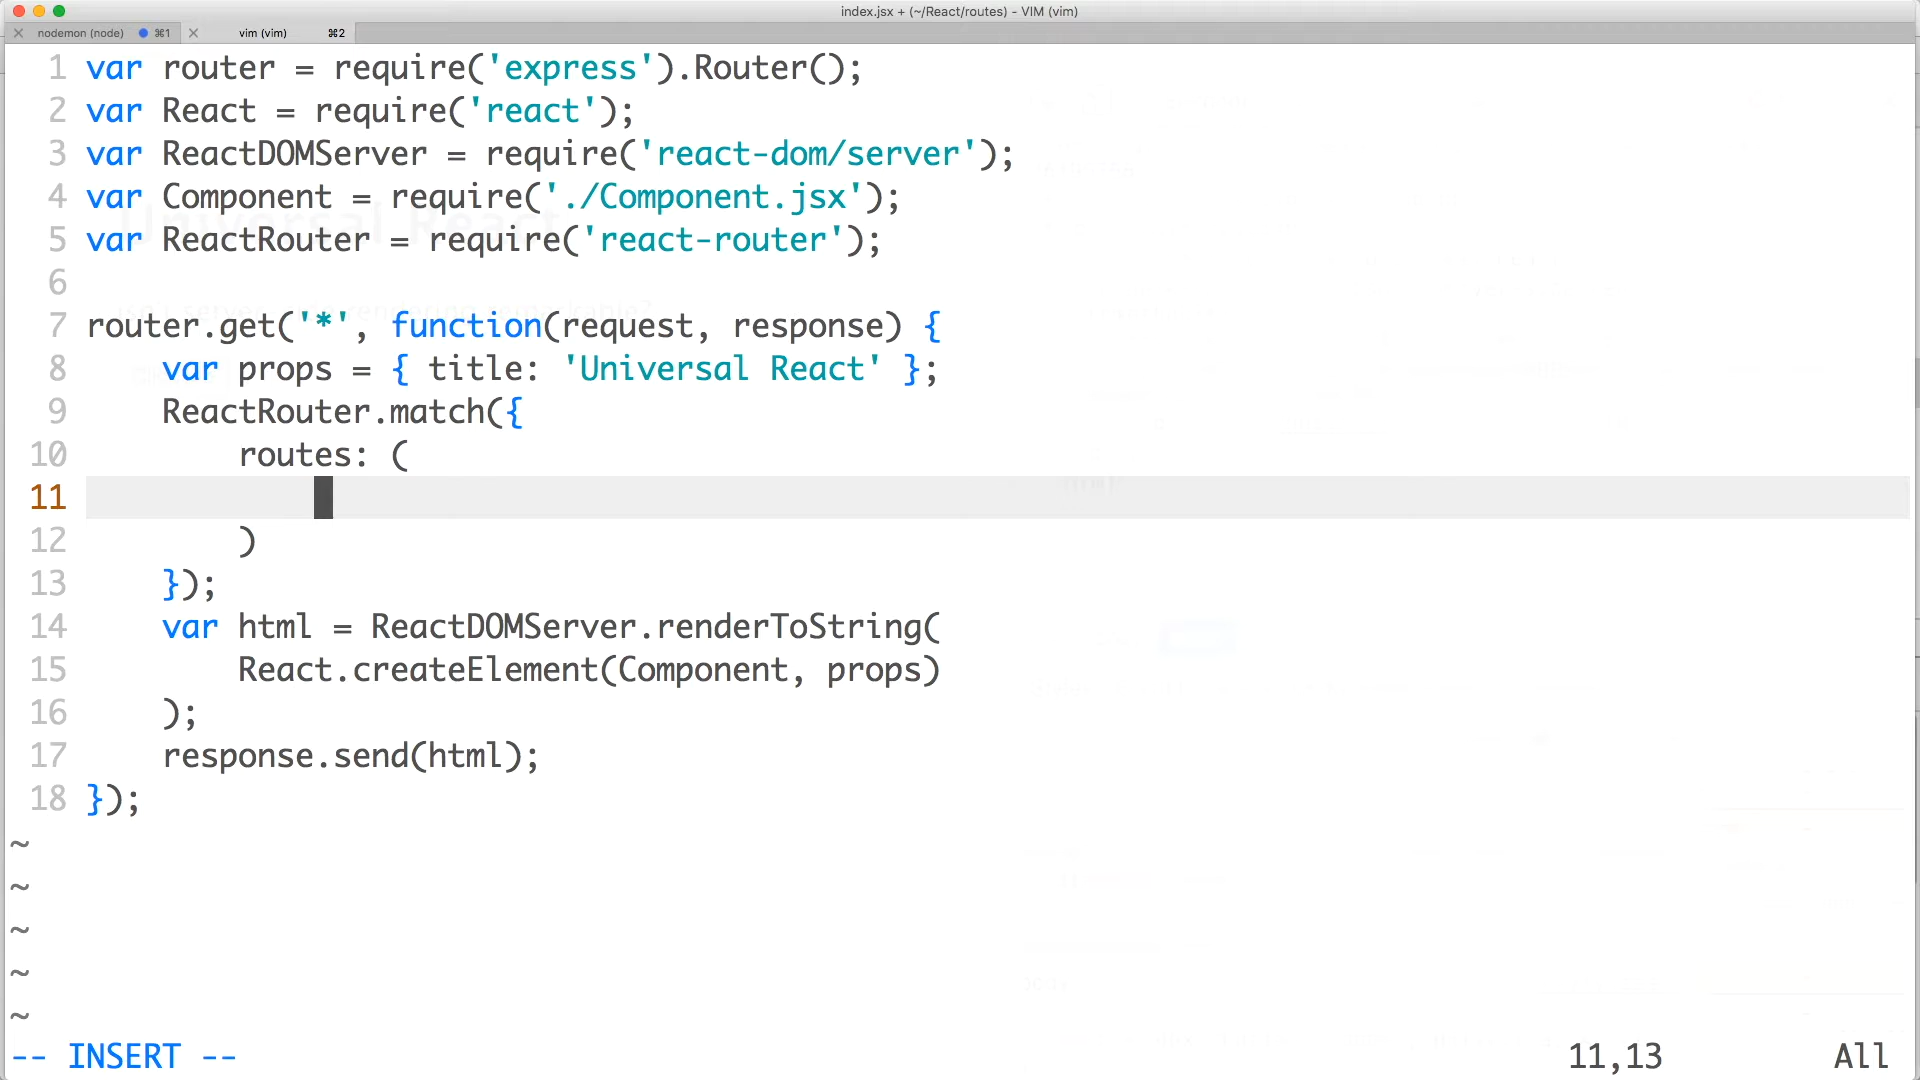 index.jsx + (~/React/routes) - VIM (vim)
nodemon (node) ⌘1 vim (vim) ⌘2
1 var router = require('express').Router();
2 var React = require('react');
3 var ReactDOMServer = require('react-dom/server');
4 var Component = require('./Component.jsx');
Universal React
5 var ReactRouter = require('react-router');
6
7 router.get('*', function(request, response) {
8     var props = { title: 'Universal React' };
9     ReactRouter.match({
10         routes: (
11
12         )
13     });
14     var html = ReactDOMServer.renderToString(
15         React.createElement(Component, props)
16     );
17     response.send(html);
18 });
~
~
~
~
~
-- INSERT -- 11,13 All